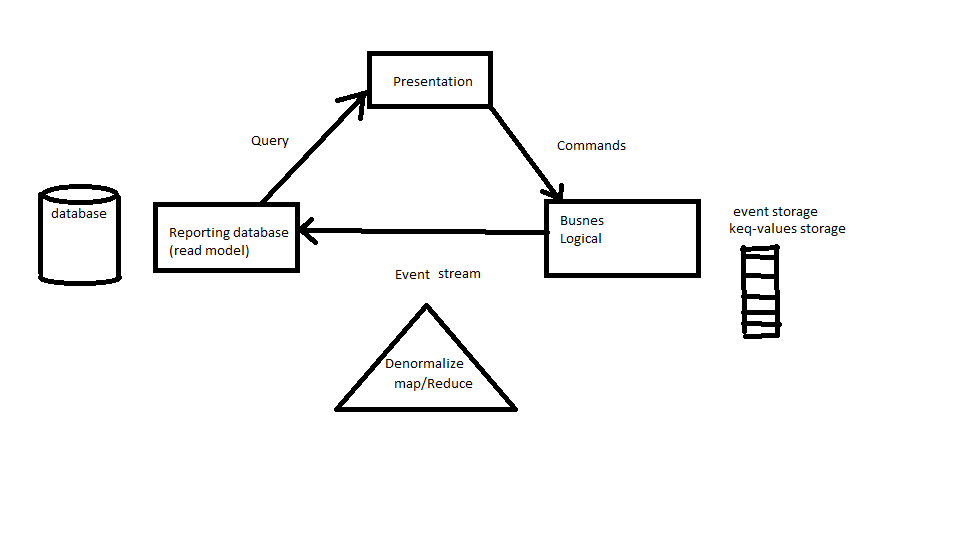 Presentation
Query
Commands
database
Reporting database
(read model)
Busnes
Logical
event storage
keq-values storage
Event stream
Denormalize
map/Reduce